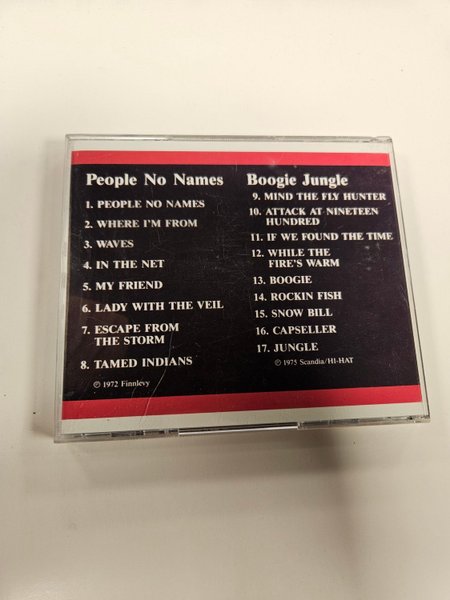 People No Names
1. PEOPLE NO NAMES
2. WHERE I'M FROM
3. WAVES
4. IN THE NET
5. MY FRIEND
6. LADY WITH THE VEIL
7. ESCAPE FROM
THE STORM
8. TAMED INDIANS
℗ 1972 Finnlevy
Boogie Jungle
9. MIND THE FLY HUNTER
10. ATTACK AT NINETEEN
HUNDRED
11. IF WE FOUND THE TIME
12. WHILE THE
FIRE'S WARM
13. BOOGIE
14. ROCKIN FISH
15. SNOW BILL
16. CAPSELLER
17. JUNGLE
℗ 1975 Scandia/HI-HAT